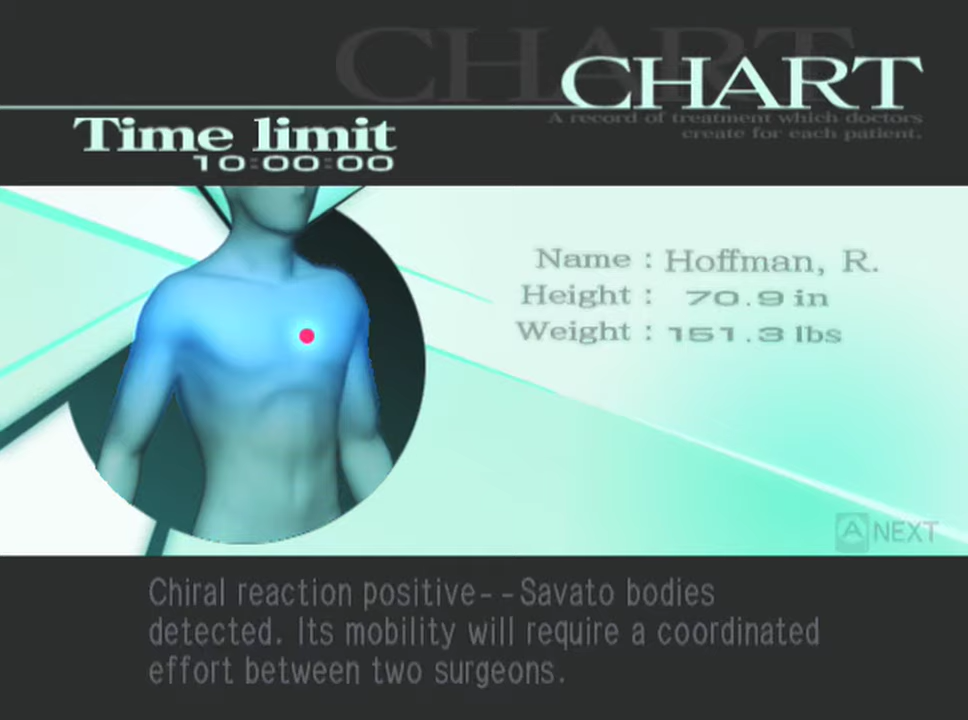 CHART
CHART
A record of treatment which doctors
create for each patient.
Time limit
10:00:00
Name : Hoffman, R.
Height : 70.9 in
Weight : 151.3 lbs
A NEXT
Chiral reaction positive--Savato bodies
detected. Its mobility will require a coordinated
effort between two surgeons.